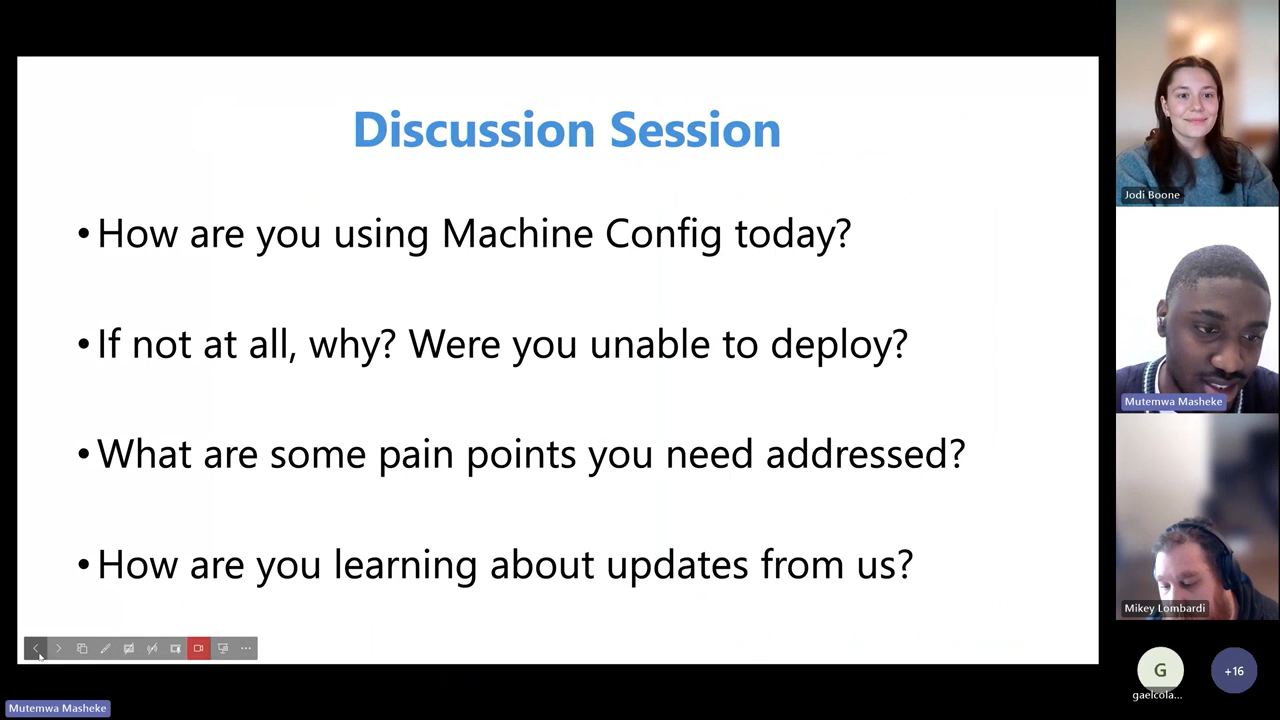 Discussion Session
•How are you using Machine Config today?
•If not at all, why? Were you unable to deploy?
•What are some pain points you need addressed?
•How are you learning about updates from us?
Jodi Boone
Mutemwa Masheke
Mikey Lombardi
G
gaelcola...
+16
Mutemwa Masheke